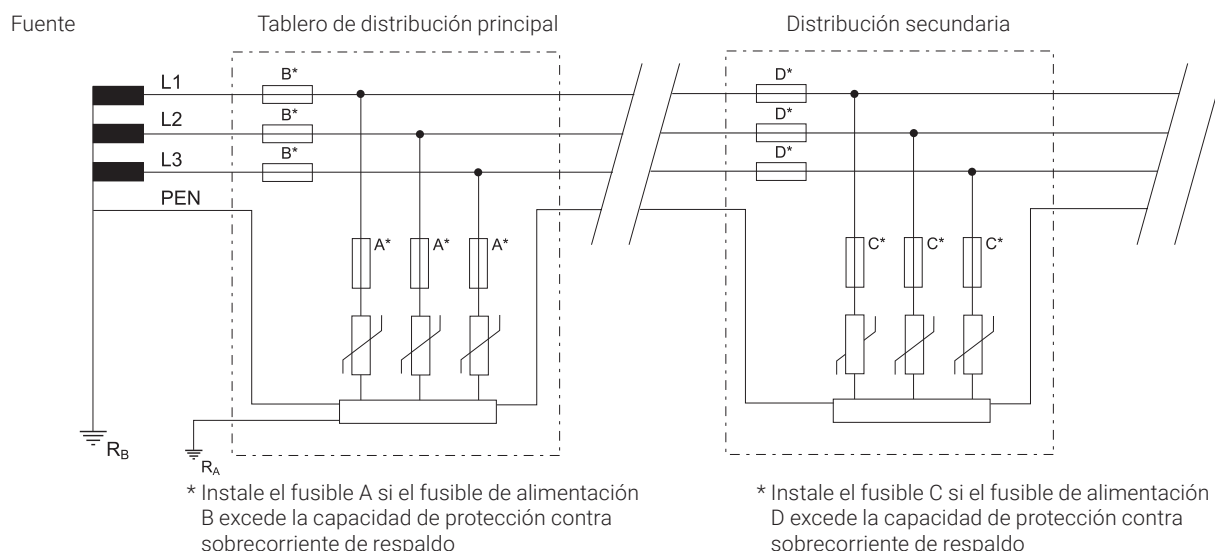 Fuente
Tablero de distribución principal
Distribución secundaria
L1
B*
D*
L2
B*
D*
L3
B*
D*
PEN
A*
A*
A*
C*
C*
C*
RB
RA
* Instale el fusible A si el fusible de alimentación
B excede la capacidad de protección contra
sobrecorriente de respaldo
* Instale el fusible C si el fusible de alimentación
D excede la capacidad de protección contra
sobrecorriente de respaldo